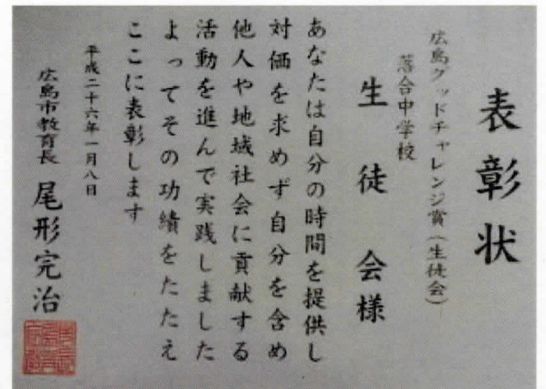 表彰状
広島グッドチャレンジ賞(生徒会)
落合中学校
生徒会様
あなたは自分の時間を提供し
対価を求めず自分を含め
他人や地域社会に貢献する
活動を進んで実践しました
よってその功績をたたえ
ここに表彰します
平成二十六年一月八日
広島市教育長 尾形完治